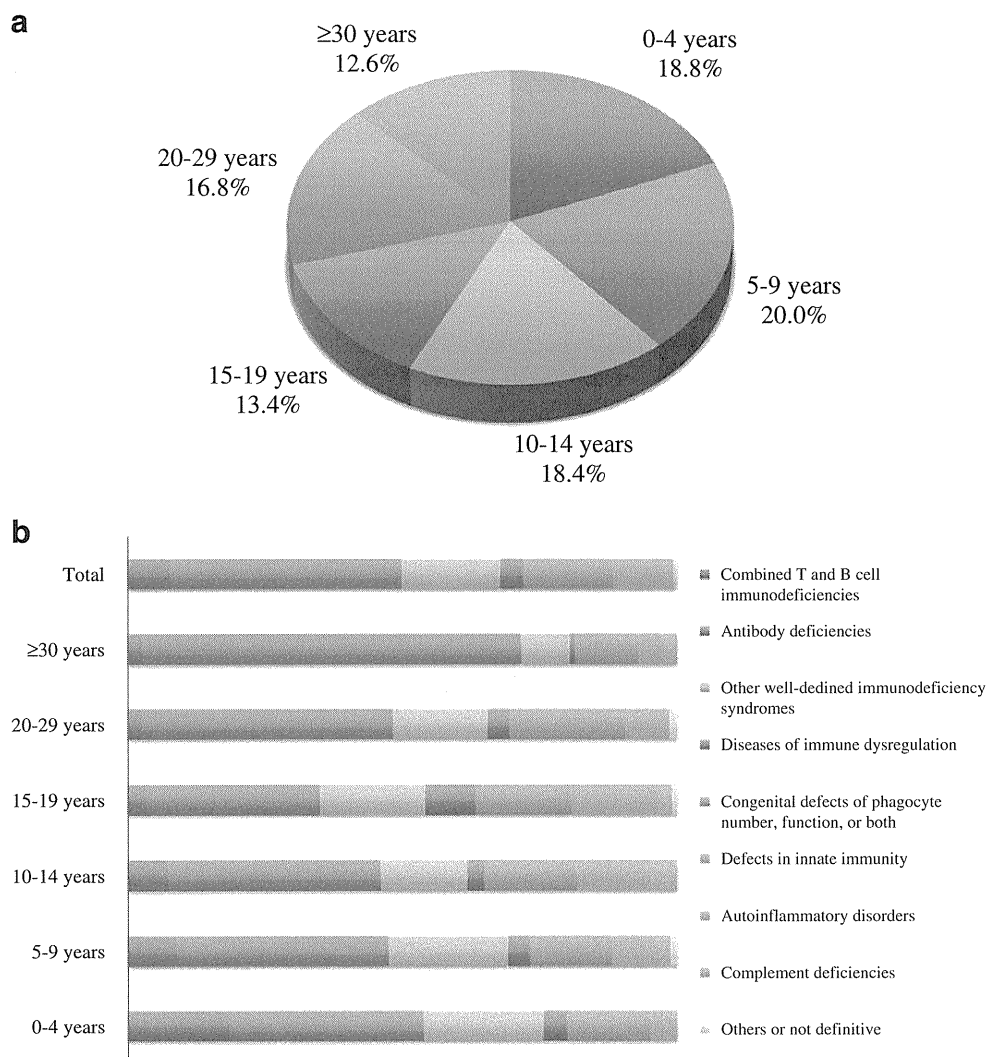 a
≥30 years
12.6%
0-4 years
18.8%
20-29 years
16.8%
5-9 years
20.0%
15-19 years
13.4%
10-14 years
18.4%
b
Total
≥30 years
20-29 years
15-19 years
10-14 years
5-9 years
0-4 years
Combined T and B cell
immunodeficiencies
Antibody deficiencies
Other well-dedined immunodeficiency
syndromes
Diseases of immune dysregulation
Congenital defects of phagocyte
number, function, or both
Defects in innate immunity
Autoinflammatory disorders
Complement deficiencies
Others or not definitive